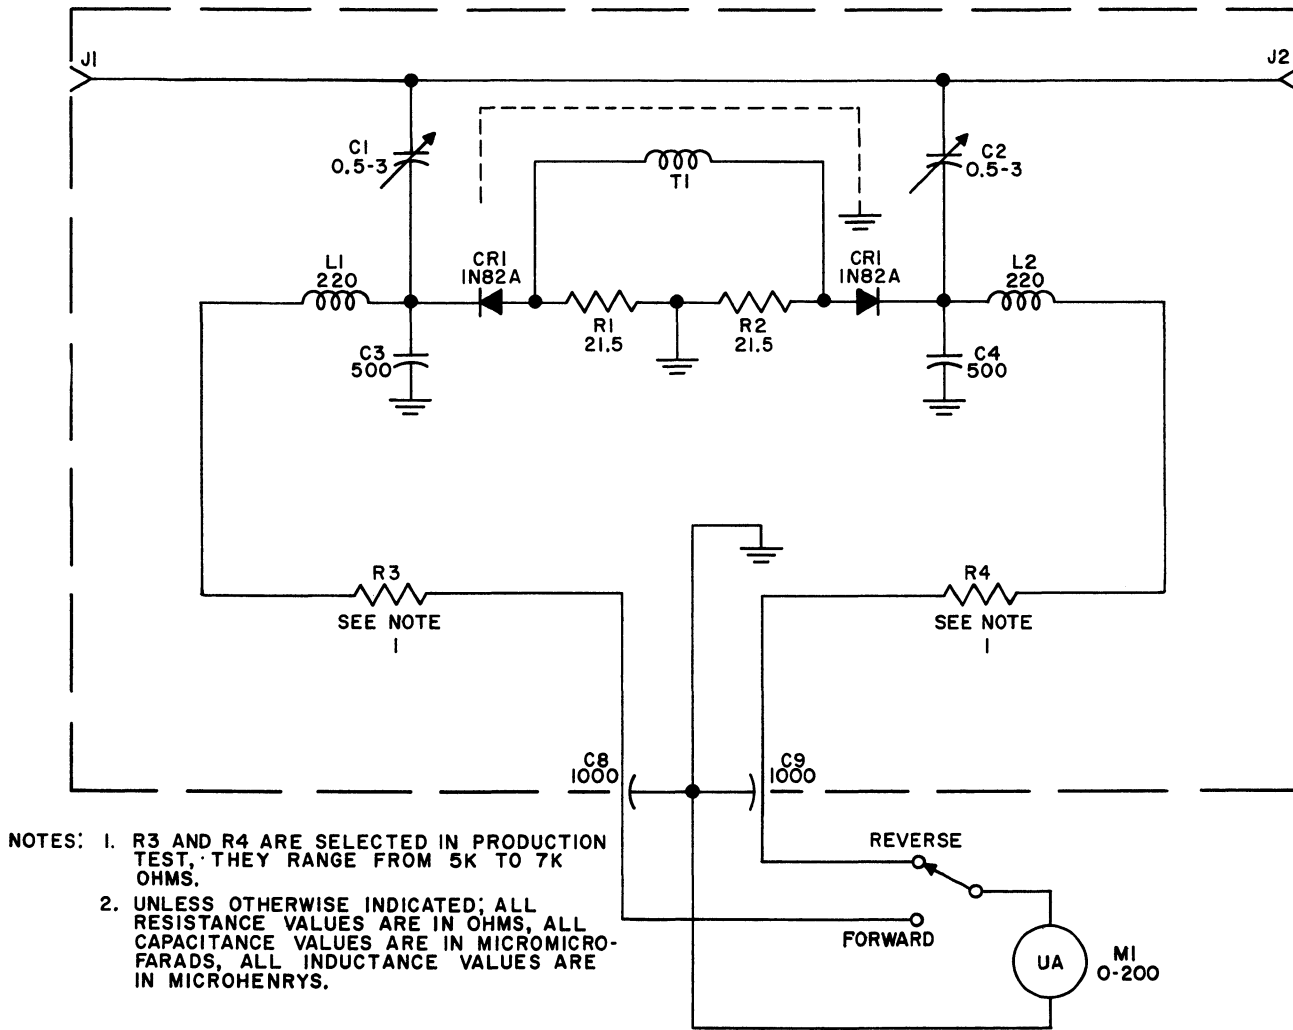 J1
J2
C1
0.5-3
C2
0.5-3
T1
L1
220
CR1
1N82A
CR1
1N82A
L2
220
R1
21.5
R2
21.5
C3
500
C4
500
R3
SEE NOTE
1
R4
SEE NOTE
1
C8
1000
C9
1000
NOTES: 1. R3 AND R4 ARE SELECTED IN PRODUCTION
TEST, THEY RANGE FROM 5K TO 7K
OHMS.
2. UNLESS OTHERWISE INDICATED; ALL
RESISTANCE VALUES ARE IN OHMS, ALL
CAPACITANCE VALUES ARE IN MICROMICRO-
FARADS, ALL INDUCTANCE VALUES ARE
IN MICROHENRYS.
REVERSE
FORWARD
UA
M1
0-200